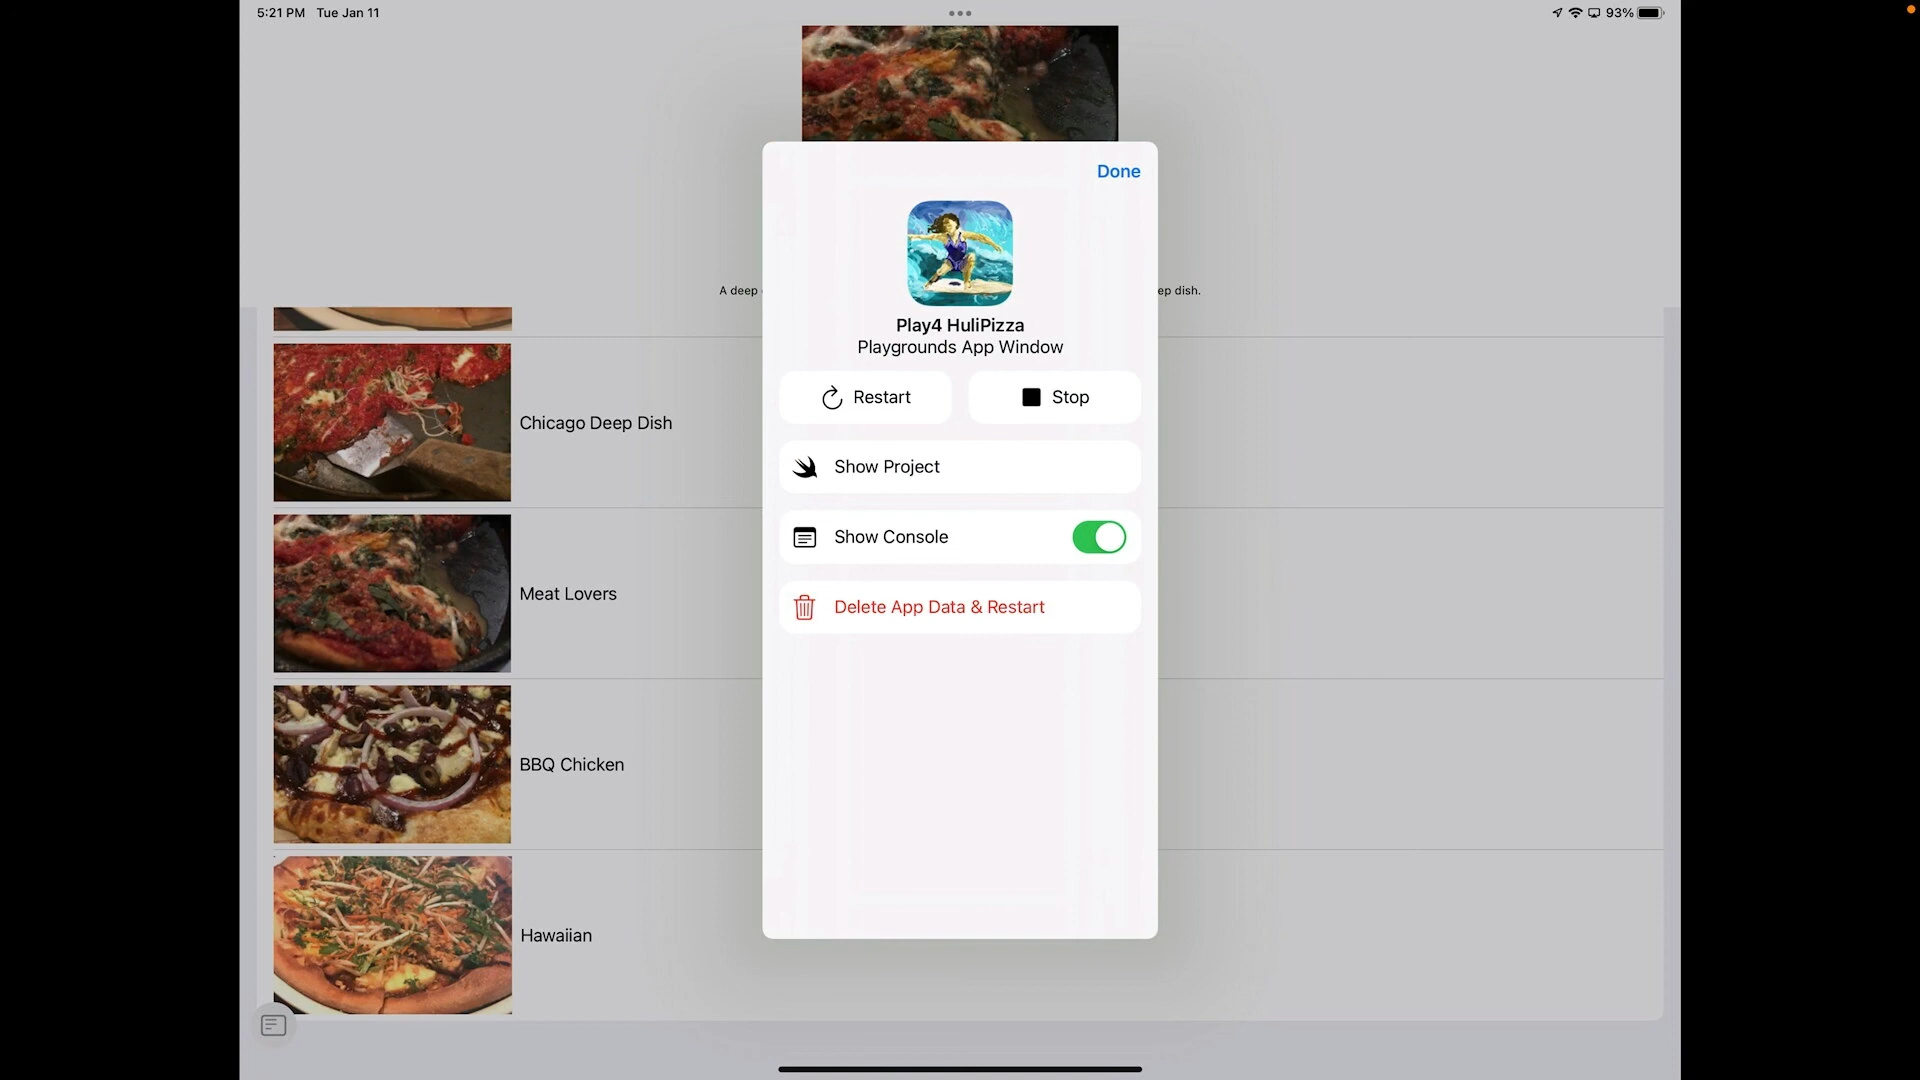 5:21 PM Tue Jan 11
93%
Done
Play4 HuliPizza
Playgrounds App Window
Restart
Stop
Show Project
Show Console
Delete App Data & Restart
A deep
ep dish.
Chicago Deep Dish
Meat Lovers
BBQ Chicken
Hawaiian